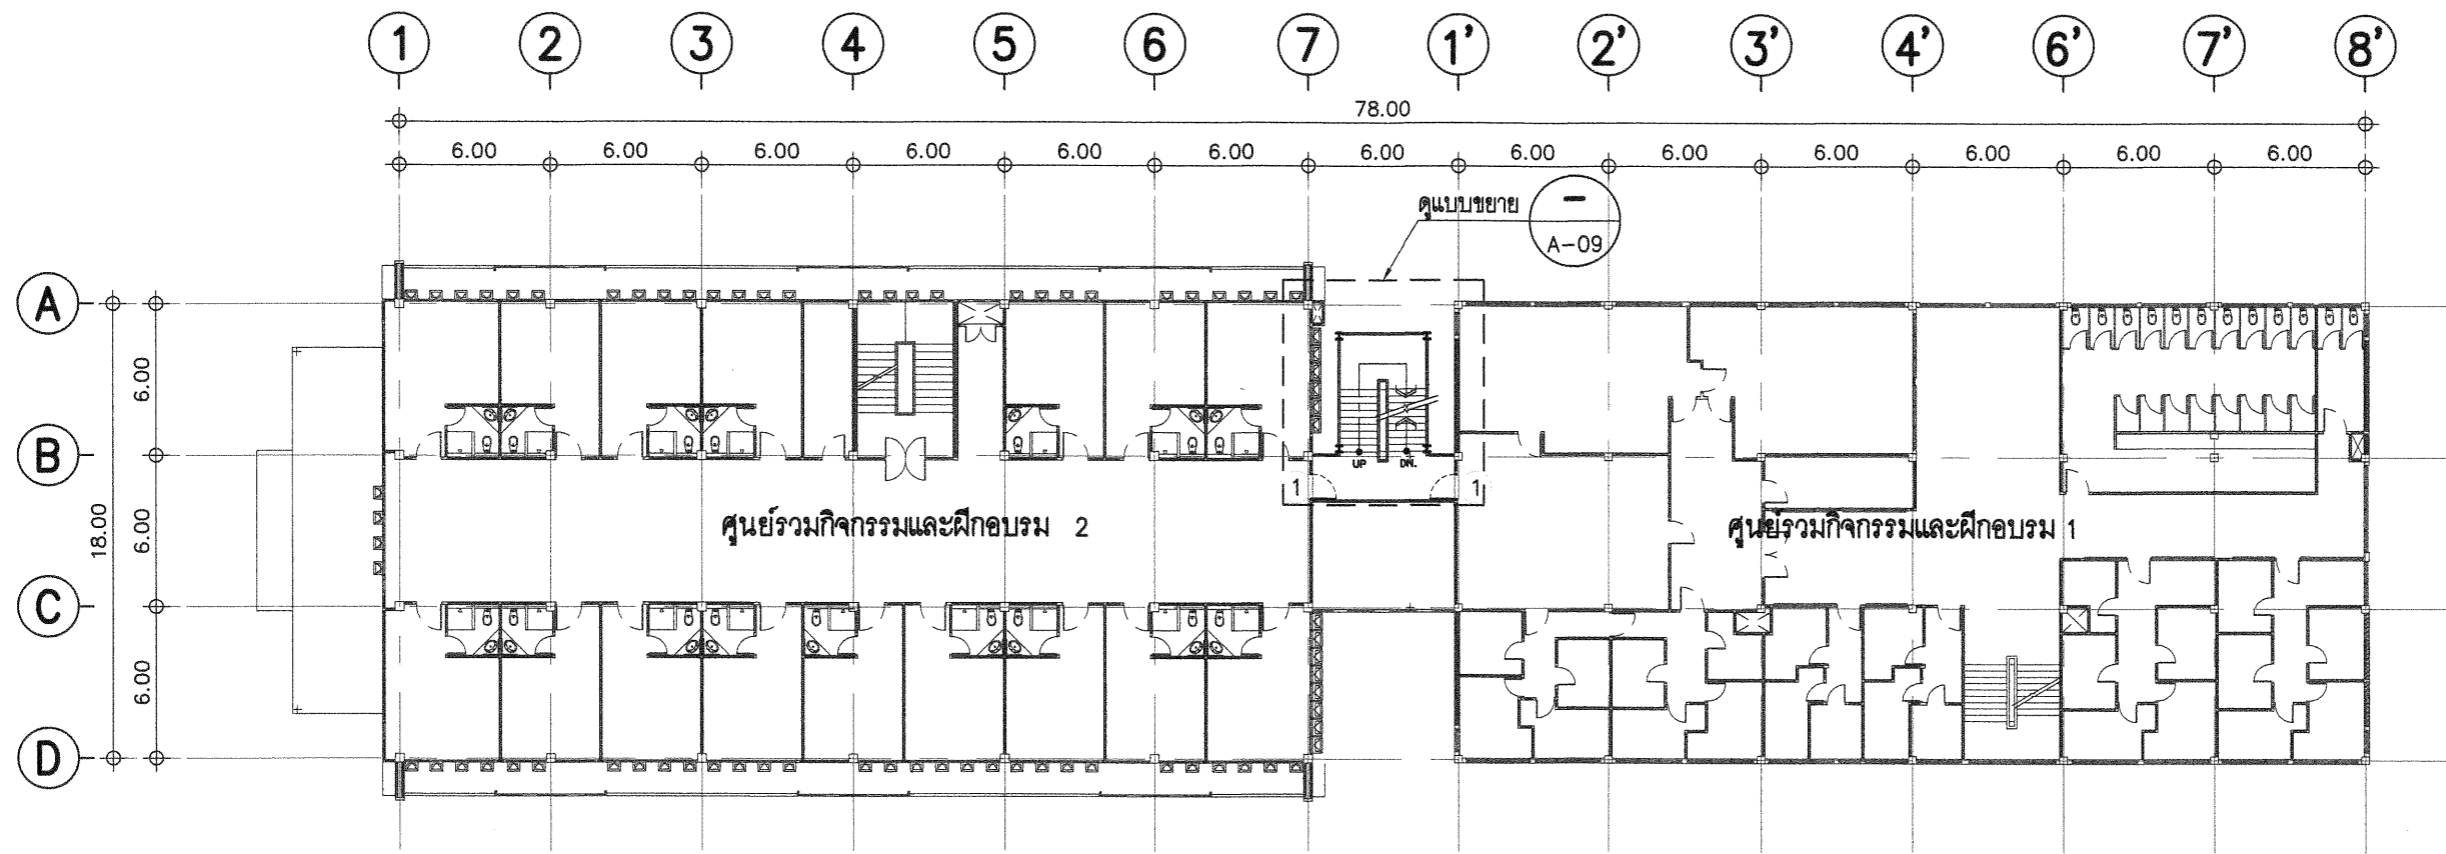 1 2 3 4 5 6 7 1' 2' 3' 4' 6' 7' 8'
78.00
6.00 6.00 6.00 6.00 6.00 6.00 6.00 6.00 6.00 6.00 6.00 6.00 6.00
ดูแบบขยาย
–
A-09
A
6.00
B
UP DN.
1 1
18.00
6.00
ศูนย์รวมกิจกรรมและฝึกอบรม 2
ศูนย์รวมกิจกรรมและฝึกอบรม 1
C
6.00
D